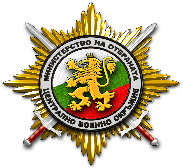 МИНИСТЕРСТВО НА ОТБРАНАТА
ЦЕНТРАЛНО ВОЕННО ОКРЪЖИЕ